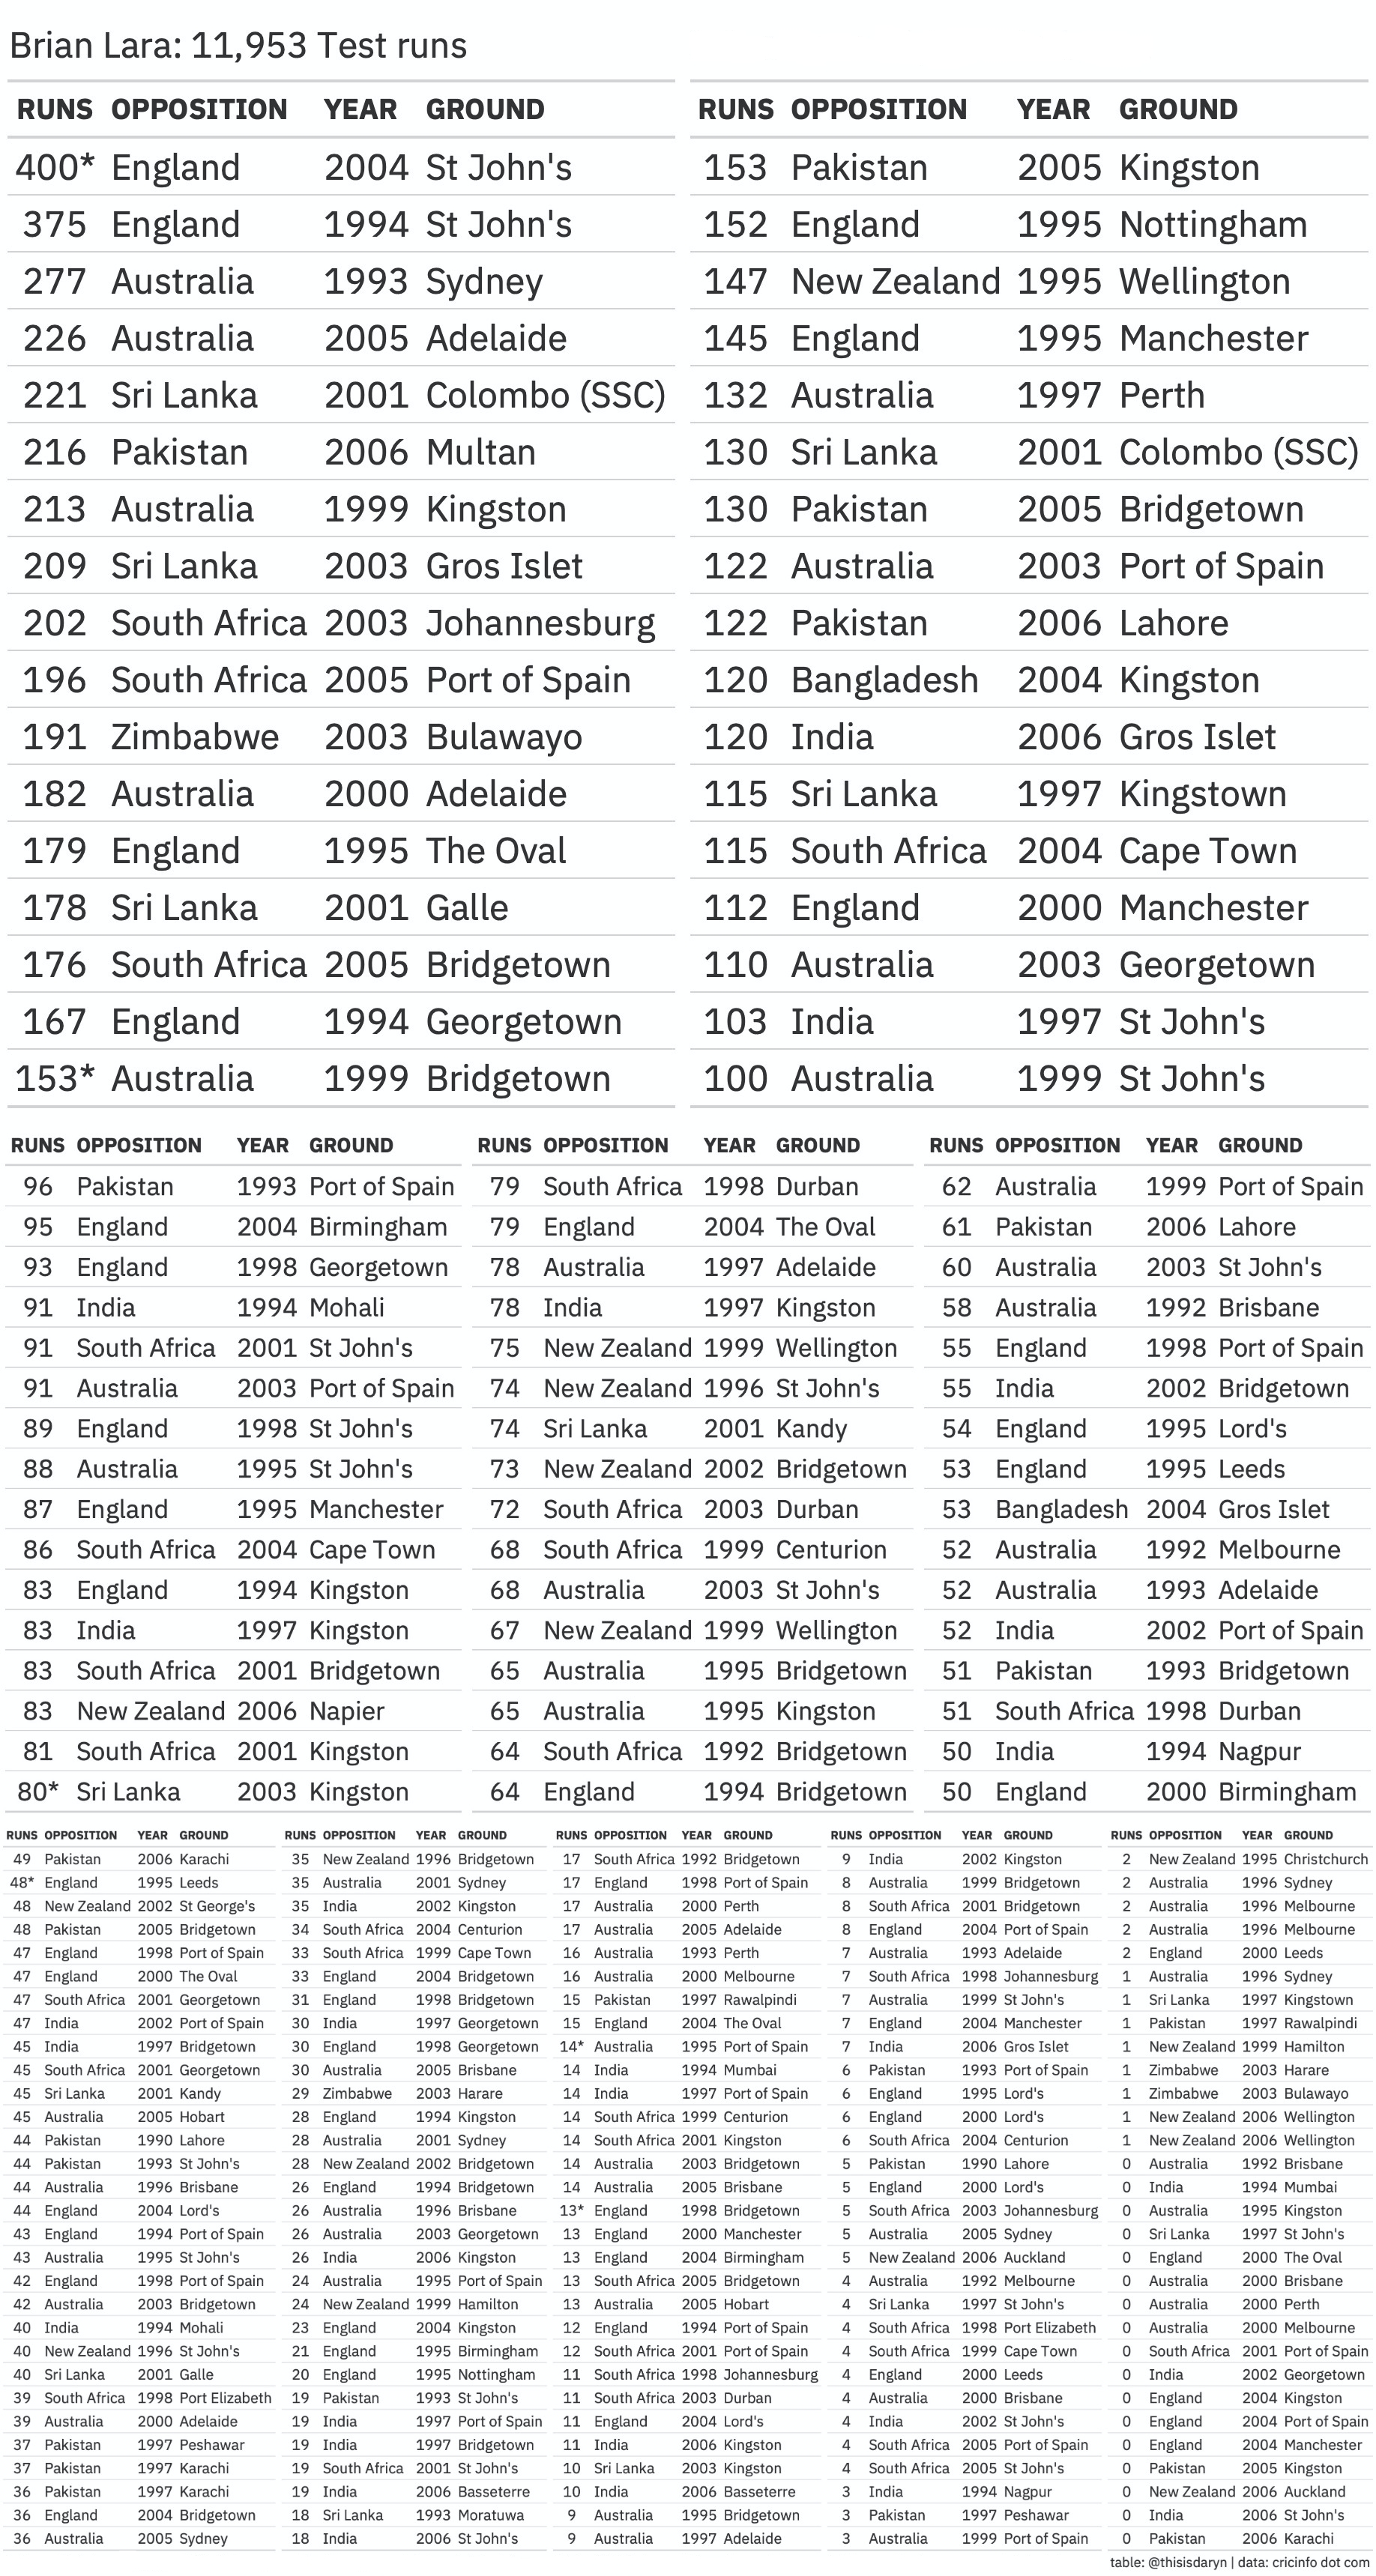 Brian Lara: 11,953 Test runs
RUNS OPPOSITION YEAR GROUND
400* England 2004 St John's
375 England 1994 St John's
277 Australia 1993 Sydney
226 Australia 2005 Adelaide
221 Sri Lanka 2001 Colombo (SSC)
216 Pakistan 2006 Multan
213 Australia 1999 Kingston
209 Sri Lanka 2003 Gros Islet
202 South Africa 2003 Johannesburg
196 South Africa 2005 Port of Spain
191 Zimbabwe 2003 Bulawayo
182 Australia 2000 Adelaide
179 England 1995 The Oval
178 Sri Lanka 2001 Galle
176 South Africa 2005 Bridgetown
167 England 1994 Georgetown
153* Australia 1999 Bridgetown
RUNS OPPOSITION YEAR GROUND
153 Pakistan 2005 Kingston
152 England 1995 Nottingham
147 New Zealand 1995 Wellington
145 England 1995 Manchester
132 Australia 1997 Perth
130 Sri Lanka 2001 Colombo (SSC)
130 Pakistan 2005 Bridgetown
122 Australia 2003 Port of Spain
122 Pakistan 2006 Lahore
120 Bangladesh 2004 Kingston
120 India 2006 Gros Islet
115 Sri Lanka 1997 Kingstown
115 South Africa 2004 Cape Town
112 England 2000 Manchester
110 Australia 2003 Georgetown
103 India 1997 St John's
100 Australia 1999 St John's
RUNS OPPOSITION YEAR GROUND
96 Pakistan 1993 Port of Spain
95 England 2004 Birmingham
93 England 1998 Georgetown
91 India 1994 Mohali
91 South Africa 2001 St John's
91 Australia 2003 Port of Spain
89 England 1998 St John's
88 Australia 1995 St John's
87 England 1995 Manchester
86 South Africa 2004 Cape Town
83 England 1994 Kingston
83 India 1997 Kingston
83 South Africa 2001 Bridgetown
83 New Zealand 2006 Napier
81 South Africa 2001 Kingston
80* Sri Lanka 2003 Kingston
RUNS OPPOSITION YEAR GROUND
79 South Africa 1998 Durban
79 England 2004 The Oval
78 Australia 1997 Adelaide
78 India 1997 Kingston
75 New Zealand 1999 Wellington
74 New Zealand 1996 St John's
74 Sri Lanka 2001 Kandy
73 New Zealand 2002 Bridgetown
72 South Africa 2003 Durban
68 South Africa 1999 Centurion
68 Australia 2003 St John's
67 New Zealand 1999 Wellington
65 Australia 1995 Bridgetown
65 Australia 1995 Kingston
64 South Africa 1992 Bridgetown
64 England 1994 Bridgetown
RUNS OPPOSITION YEAR GROUND
62 Australia 1999 Port of Spain
61 Pakistan 2006 Lahore
60 Australia 2003 St John's
58 Australia 1992 Brisbane
55 England 1998 Port of Spain
55 India 2002 Bridgetown
54 England 1995 Lord's
53 England 1995 Leeds
53 Bangladesh 2004 Gros Islet
52 Australia 1992 Melbourne
52 Australia 1993 Adelaide
52 India 2002 Port of Spain
51 Pakistan 1993 Bridgetown
51 South Africa 1998 Durban
50 India 1994 Nagpur
50 England 2000 Birmingham
RUNS OPPOSITION YEAR GROUND
49 Pakistan 2006 Karachi
48* England 1995 Leeds
48 New Zealand 2002 St George's
48 Pakistan 2005 Bridgetown
47 England 1998 Port of Spain
47 England 2000 The Oval
47 South Africa 2001 Georgetown
47 India 2002 Port of Spain
45 India 1997 Bridgetown
45 South Africa 2001 Georgetown
45 Sri Lanka 2001 Kandy
45 Australia 2005 Hobart
44 Pakistan 1990 Lahore
44 Pakistan 1993 St John's
44 Australia 1996 Brisbane
44 England 2004 Lord's
43 England 1994 Port of Spain
43 Australia 1995 St John's
42 England 1998 Port of Spain
42 Australia 2003 Bridgetown
40 India 1994 Mohali
40 New Zealand 1996 St John's
40 Sri Lanka 2001 Galle
39 South Africa 1998 Port Elizabeth
39 Australia 2000 Adelaide
37 Pakistan 1997 Peshawar
37 Pakistan 1997 Karachi
36 Pakistan 1997 Karachi
36 England 2004 Bridgetown
36 Australia 2005 Sydney
RUNS OPPOSITION YEAR GROUND
35 New Zealand 1996 Bridgetown
35 Australia 2001 Sydney
35 India 2002 Kingston
34 South Africa 2004 Centurion
33 South Africa 1999 Cape Town
33 England 2004 Bridgetown
31 England 1998 Bridgetown
30 India 1997 Georgetown
30 England 1998 Georgetown
30 Australia 2005 Brisbane
29 Zimbabwe 2003 Harare
28 England 1994 Kingston
28 Australia 2001 Sydney
28 New Zealand 2002 Bridgetown
26 England 1994 Bridgetown
26 Australia 1996 Brisbane
26 Australia 2003 Georgetown
26 India 2006 Kingston
24 Australia 1995 Port of Spain
24 New Zealand 1999 Hamilton
23 England 2004 Kingston
21 England 1995 Birmingham
20 England 1995 Nottingham
19 Pakistan 1993 St John's
19 India 1997 Port of Spain
19 India 1997 Bridgetown
19 South Africa 2001 St John's
19 India 2006 Basseterre
18 Sri Lanka 1993 Moratuwa
18 India 2006 St John's
RUNS OPPOSITION YEAR GROUND
17 South Africa 1992 Bridgetown
17 England 1998 Port of Spain
17 Australia 2000 Perth
17 Australia 2005 Adelaide
16 Australia 1993 Perth
16 Australia 2000 Melbourne
15 Pakistan 1997 Rawalpindi
15 England 2004 The Oval
14* Australia 1995 Port of Spain
14 India 1994 Mumbai
14 India 1997 Port of Spain
14 South Africa 1999 Centurion
14 South Africa 2001 Kingston
14 Australia 2003 Bridgetown
14 Australia 2005 Brisbane
13* England 1998 Bridgetown
13 England 2000 Manchester
13 England 2004 Birmingham
13 South Africa 2005 Bridgetown
13 Australia 2005 Hobart
12 England 1994 Port of Spain
12 South Africa 2001 Port of Spain
11 South Africa 1998 Johannesburg
11 South Africa 2003 Durban
11 England 2004 Lord's
11 India 2006 Kingston
10 Sri Lanka 2003 Kingston
10 India 2006 Basseterre
9 Australia 1995 Bridgetown
9 Australia 1997 Adelaide
RUNS OPPOSITION YEAR GROUND
9 India 2002 Kingston
8 Australia 1999 Bridgetown
8 South Africa 2001 Bridgetown
8 England 2004 Port of Spain
7 Australia 1993 Adelaide
7 South Africa 1998 Johannesburg
7 Australia 1999 St John's
7 England 2004 Manchester
7 India 2006 Gros Islet
6 Pakistan 1993 Port of Spain
6 England 1995 Lord's
6 England 2000 Lord's
6 South Africa 2004 Centurion
5 Pakistan 1990 Lahore
5 England 2000 Lord's
5 South Africa 2003 Johannesburg
5 Australia 2005 Sydney
5 New Zealand 2006 Auckland
4 Australia 1992 Melbourne
4 Sri Lanka 1997 St John's
4 South Africa 1998 Port Elizabeth
4 South Africa 1999 Cape Town
4 England 2000 Leeds
4 Australia 2000 Brisbane
4 India 2002 St John's
4 South Africa 2005 Port of Spain
4 South Africa 2005 St John's
3 India 1994 Nagpur
3 Pakistan 1997 Peshawar
3 Australia 1999 Port of Spain
RUNS OPPOSITION YEAR GROUND
2 New Zealand 1995 Christchurch
2 Australia 1996 Sydney
2 Australia 1996 Melbourne
2 Australia 1996 Melbourne
2 England 2000 Leeds
1 Australia 1996 Sydney
1 Sri Lanka 1997 Kingstown
1 Pakistan 1997 Rawalpindi
1 New Zealand 1999 Hamilton
1 Zimbabwe 2003 Harare
1 Zimbabwe 2003 Bulawayo
1 New Zealand 2006 Wellington
1 New Zealand 2006 Wellington
0 Australia 1992 Brisbane
0 India 1994 Mumbai
0 Australia 1995 Kingston
0 Sri Lanka 1997 St John's
0 England 2000 The Oval
0 Australia 2000 Brisbane
0 Australia 2000 Perth
0 Australia 2000 Melbourne
0 South Africa 2001 Port of Spain
0 India 2002 Georgetown
0 England 2004 Kingston
0 England 2004 Port of Spain
0 England 2004 Manchester
0 Pakistan 2005 Kingston
0 New Zealand 2006 Auckland
0 India 2006 St John's
0 Pakistan 2006 Karachi
table: @thisisdaryn | data: cricinfo dot com